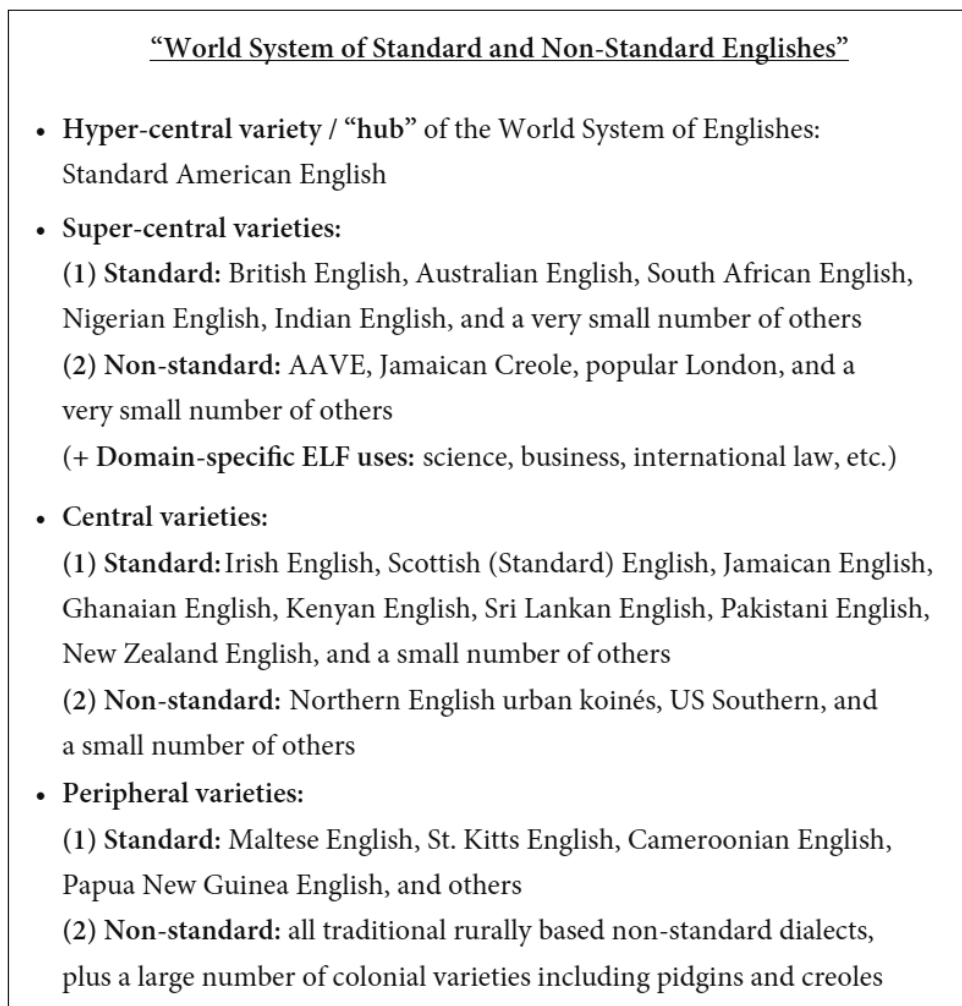 “World System of Standard and Non-Standard Englishes”
• Hyper-central variety / “hub” of the World System of Englishes:
Standard American English
• Super-central varieties:
(1) Standard: British English, Australian English, South African English,
Nigerian English, Indian English, and a very small number of others
(2) Non-standard: AAVE, Jamaican Creole, popular London, and a
very small number of others
(+ Domain-specific ELF uses: science, business, international law, etc.)
• Central varieties:
(1) Standard: Irish English, Scottish (Standard) English, Jamaican English,
Ghanaian English, Kenyan English, Sri Lankan English, Pakistani English,
New Zealand English, and a small number of others
(2) Non-standard: Northern English urban koinés, US Southern, and
a small number of others
• Peripheral varieties:
(1) Standard: Maltese English, St. Kitts English, Cameroonian English,
Papua New Guinea English, and others
(2) Non-standard: all traditional rurally based non-standard dialects,
plus a large number of colonial varieties including pidgins and creoles